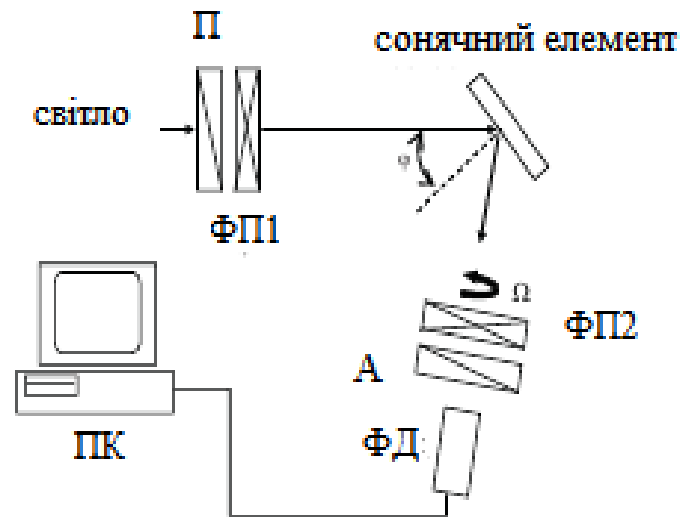 П
сонячний елемент
світло
φ
ФП1
Ω
ФП2
А
ФД
ПК